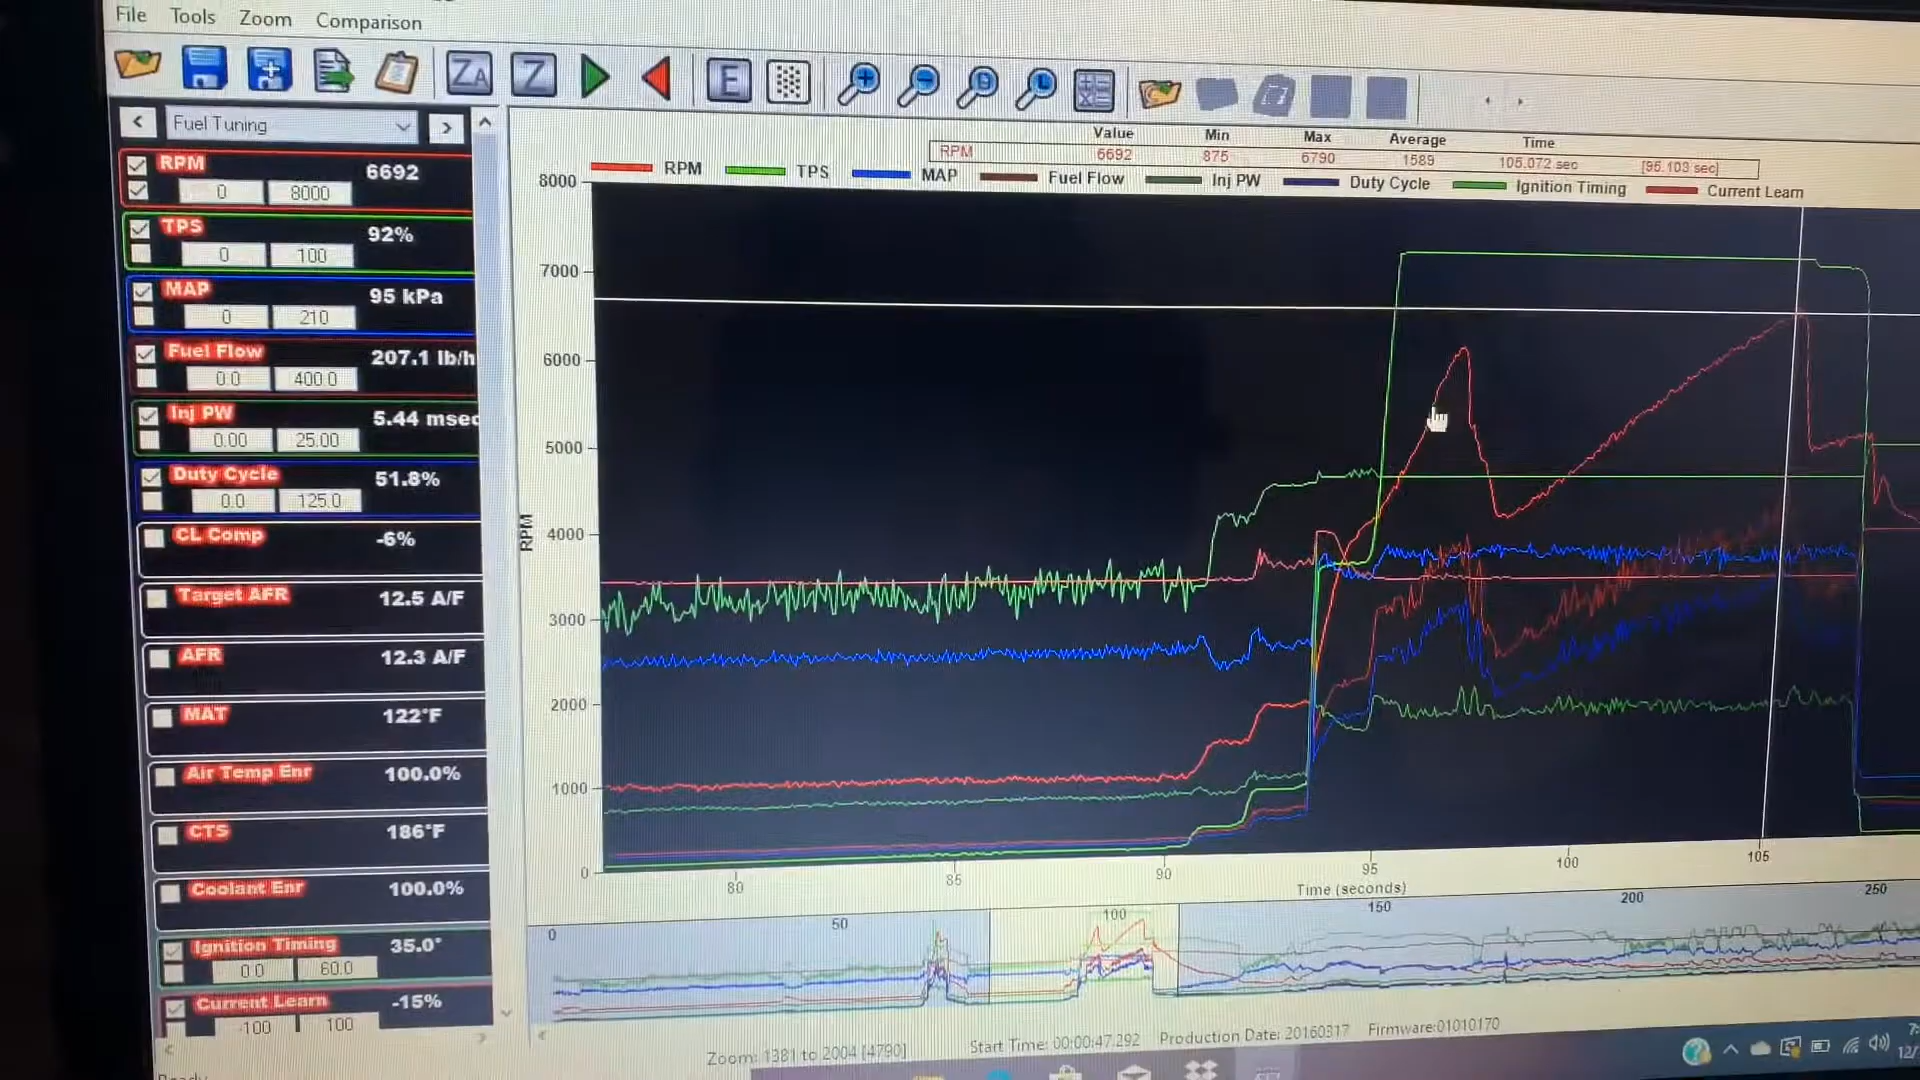 File Tools Zoom Comparison
ZA Z E
Fuel Tuning
RPM 6692
0 8000
TPS 92%
0 100
MAP 95 kPa
0 210
Fuel Flow 207.1 lb/h
0.0 400.0
Inj PW 5.44 msec
0.00 25.00
Duty Cycle 51.8%
0.0 125.0
CL Comp -6%
Target AFR 12.5 A/F
AFR 12.3 A/F
MAT 122°F
Air Temp Enr 100.0%
CTS 186°F
Coolant Enr 100.0%
Ignition Timing 35.0°
0.0 60.0
Current Learn -15%
-100 100
Value Min Max Average Time
RPM 6692 875 6790 1589 105.072 sec [95.103 sec]
RPM TPS MAP Fuel Flow Inj PW Duty Cycle Ignition Timing Current Learn
8000
7000
6000
5000
4000
3000
2000
1000
0
RPM
80 85 90 95 100 105
Time (seconds)
0 50 100 150 200 250
Zoom: 1381 to 2004 [4790] Start Time: 00:00:47.292 Production Date: 20160317 Firmware:01010170